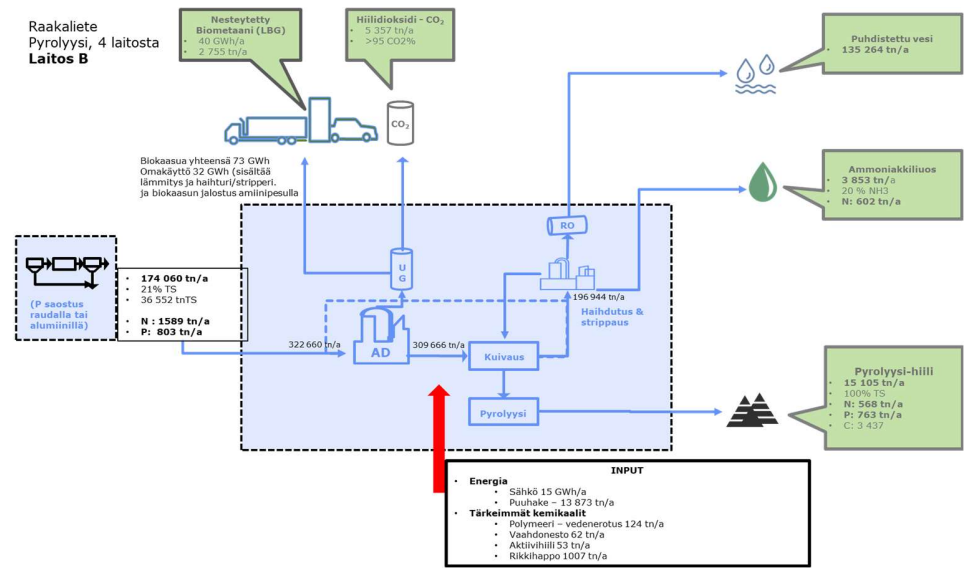 Raakaliete
Pyrolyysi, 4 laitosta
Laitos B
Nesteytetty
Biometaani (LBG)
• 40 GWh/a
• 2 755 tn/a
Hiilidioksidi - CO₂
• 5 357 tn/a
• >95 CO2%
Puhdistettu vesi
• 135 264 tn/a
CO₂
Biokaasua yhteensä 73 GWh
Omakäyttö 32 GWh (sisältää
lämmitys ja haihturi/stripperi.
ja biokaasun jalostus amiinipesulla
Ammoniakkiliuos
• 3 853 tn/a
• 20 % NH3
• N: 602 tn/a
(P saostus
raudalla tai
alumiinillä)
• 174 060 tn/a
• 21% TS
• 36 552 tnTS
• N : 1589 tn/a
• P: 803 tn/a
RO
U
G
196 944 tn/a
Haihdutus &
strippaus
322 660 tn/a
AD
309 666 tn/a
Kuivaus
Pyrolyysi
Pyrolyysi-hiili
• 15 105 tn/a
• 100% TS
• N: 568 tn/a
• P: 763 tn/a
• C: 3 437
INPUT
• Energia
• Sähkö 15 GWh/a
• Puuhake – 13 873 tn/a
• Tärkeimmät kemikaalit
• Polymeeri – vedenerotus 124 tn/a
• Vaahdonesto 62 tn/a
• Aktiivihiili 53 tn/a
• Rikkihappo 1007 tn/a